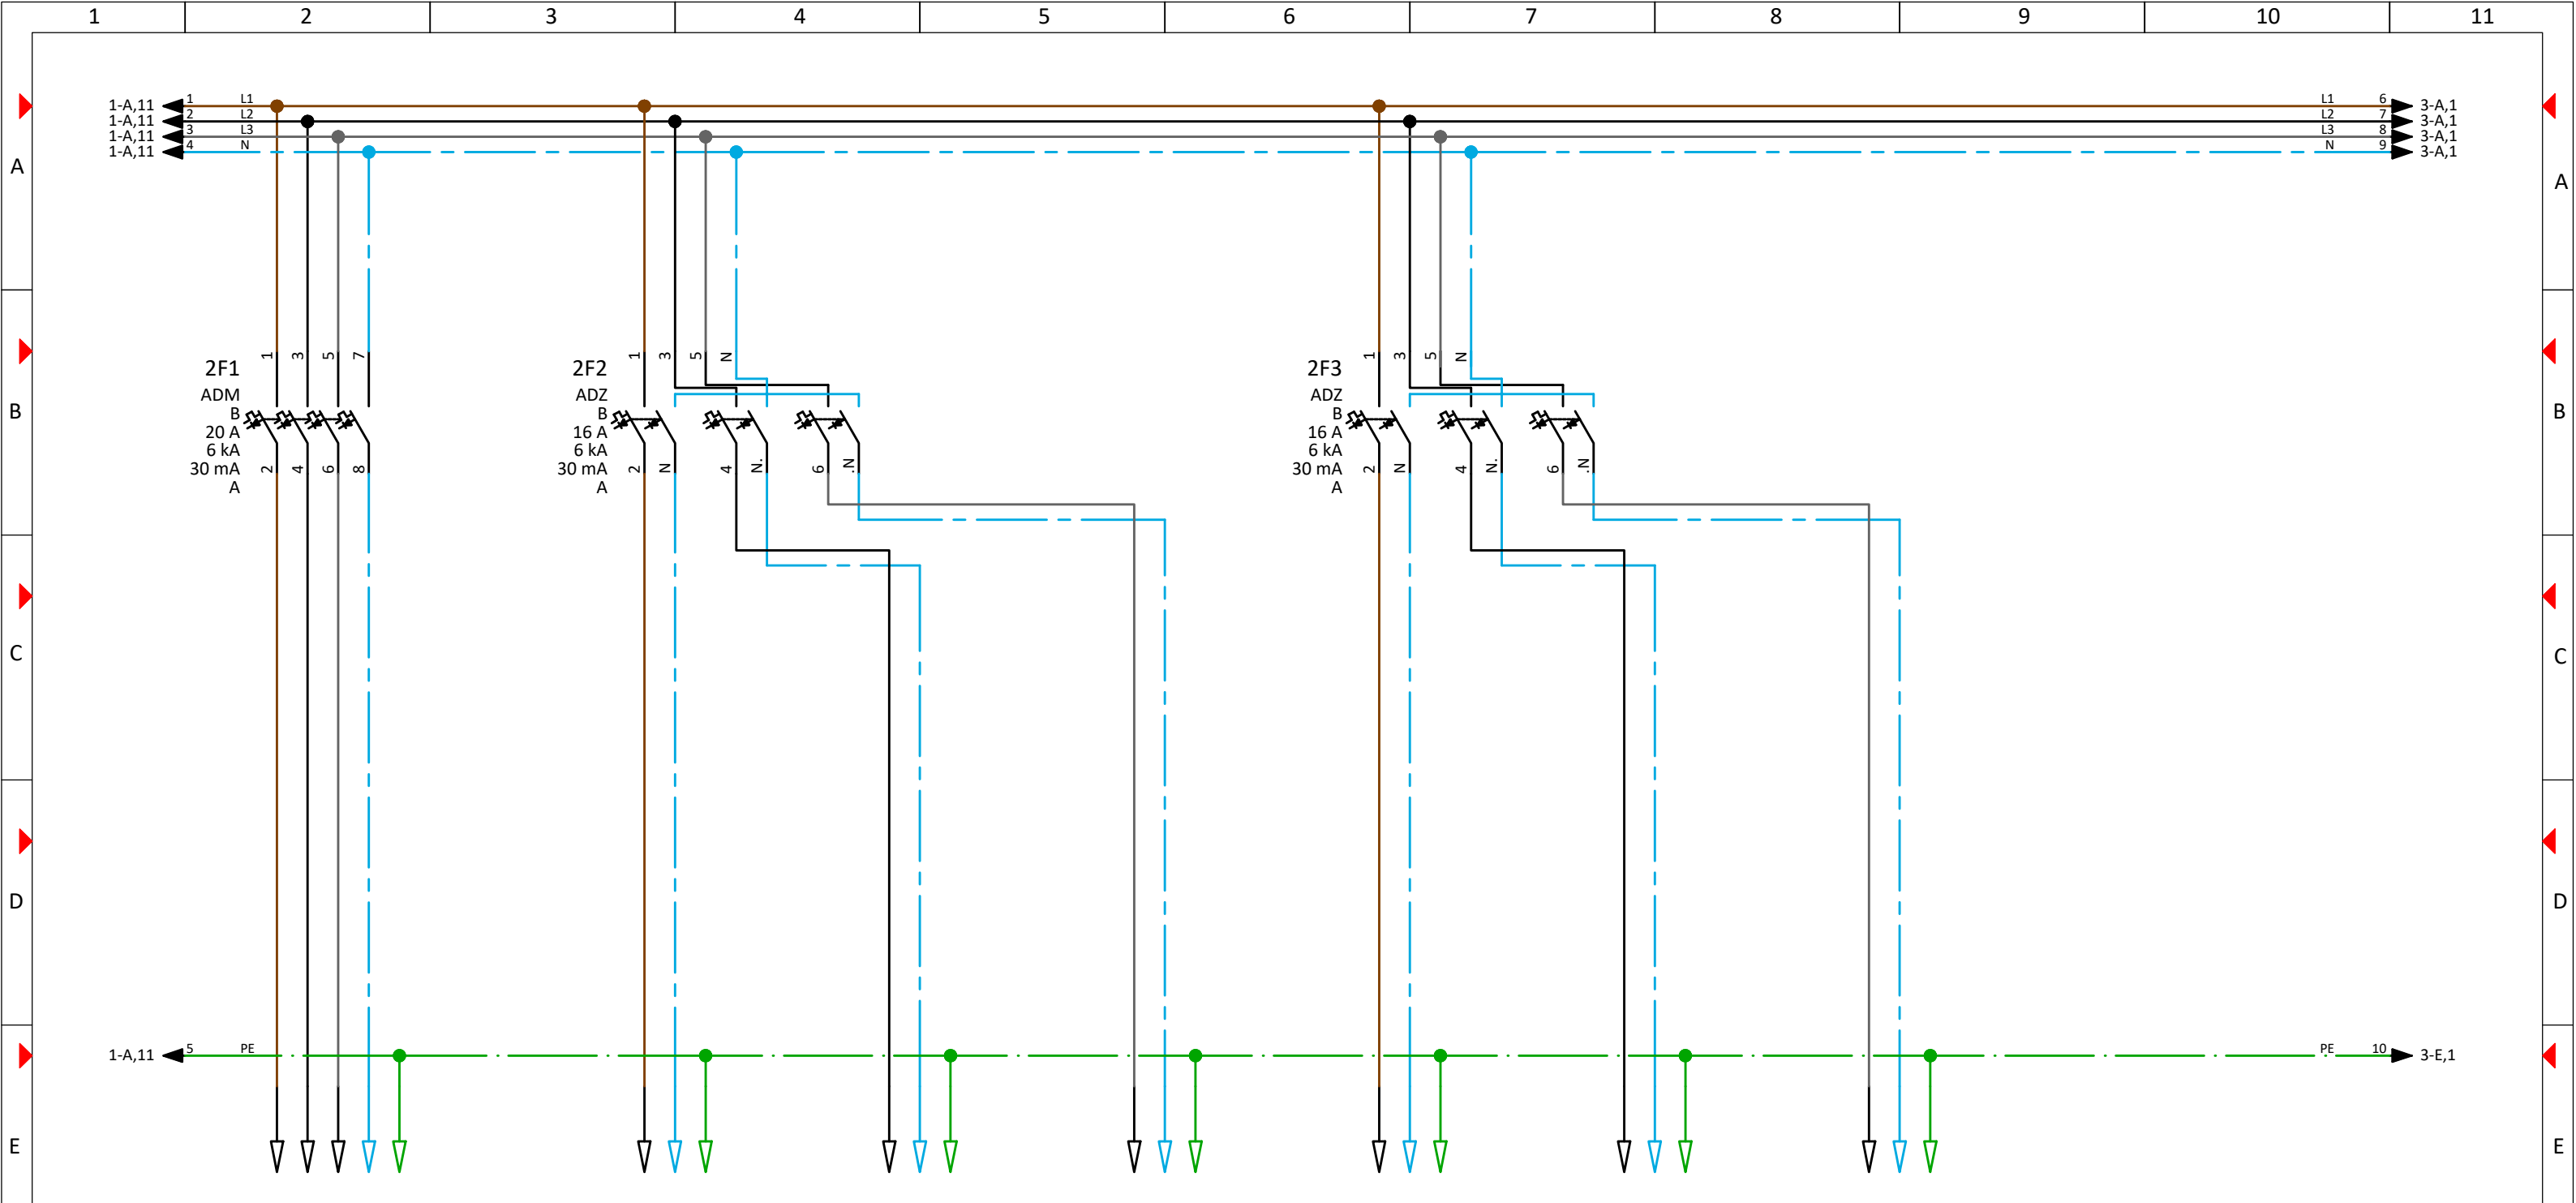 1 2 3 4 5 6 7 8 9 10 11
1-A,11 1 L1 L1 6 3-A,1
1-A,11 2 L2 L2 7 3-A,1
1-A,11 3 L3 L3 8 3-A,1
1-A,11 4 N N 9 3-A,1
A A
1 3 5 7 1 3 5 N 1 3 5 N
2F1 2F2 2F3
ADM ADZ ADZ
B B B B B
20 A 16 A 16 A
6 kA 6 kA 6 kA
30 mA 2 4 6 8 30 mA 2 N 4 N. 6 .N 30 mA 2 N 4 N. 6 .N
A A A
C C
D D
1-A,11 5 PE PE 10 3-E,1
E E